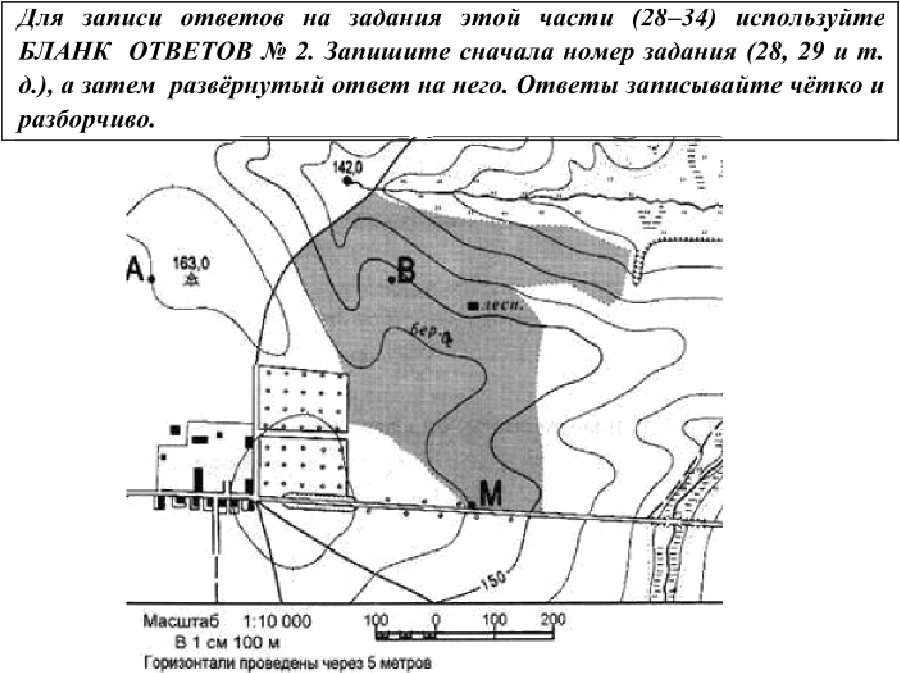 Для записи ответов на задания этой части (28–34) используйте
БЛАНК ОТВЕТОВ № 2. Запишите сначала номер задания (28, 29 и т.
д.), а затем развёрнутый ответ на него. Ответы записывайте чётко и
разборчиво.
142,0
А
163,0
В
лесн.
бер.
М
150
Масштаб 1:10 000
В 1 см 100 м
100 0 100 200
Горизонтали проведены через 5 метров